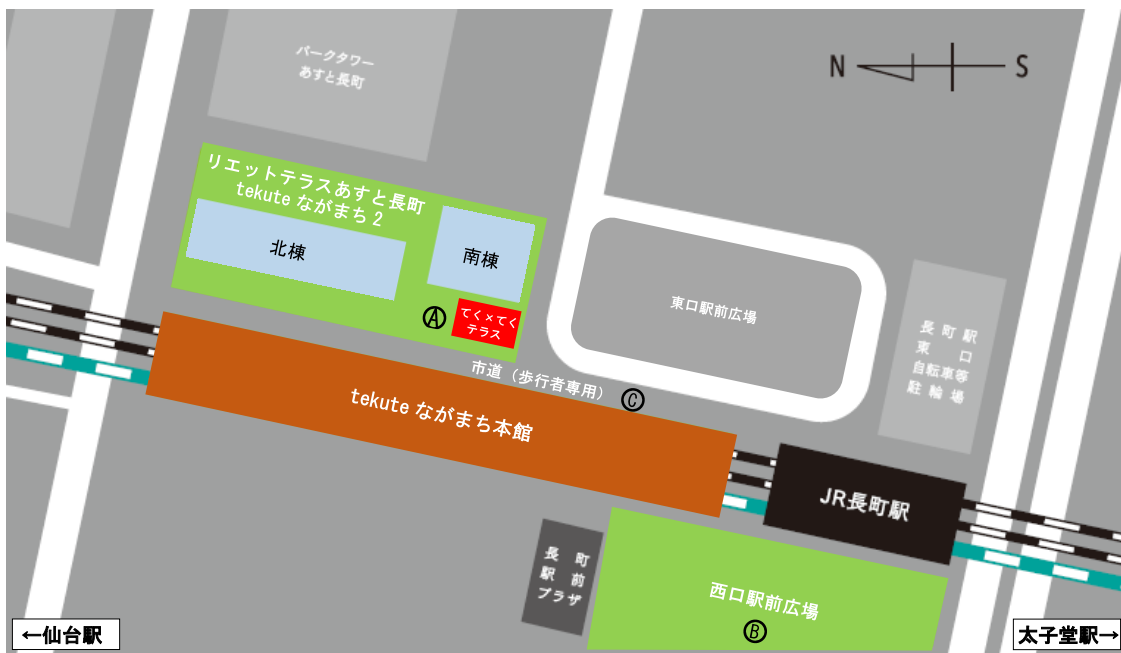 パークタワー
あすと長町
N
S
リエットテラスあすと長町
tekute ながまち 2
北棟
南棟
Ⓐ
てく×てく
テラス
東口駅前広場
長町駅
東口
自転車等
駐輪場
市道（歩行者専用）
Ⓒ
tekute ながまち本館
JR長町駅
長町
駅前
プラザ
西口駅前広場
Ⓑ
←仙台駅
太子堂駅→